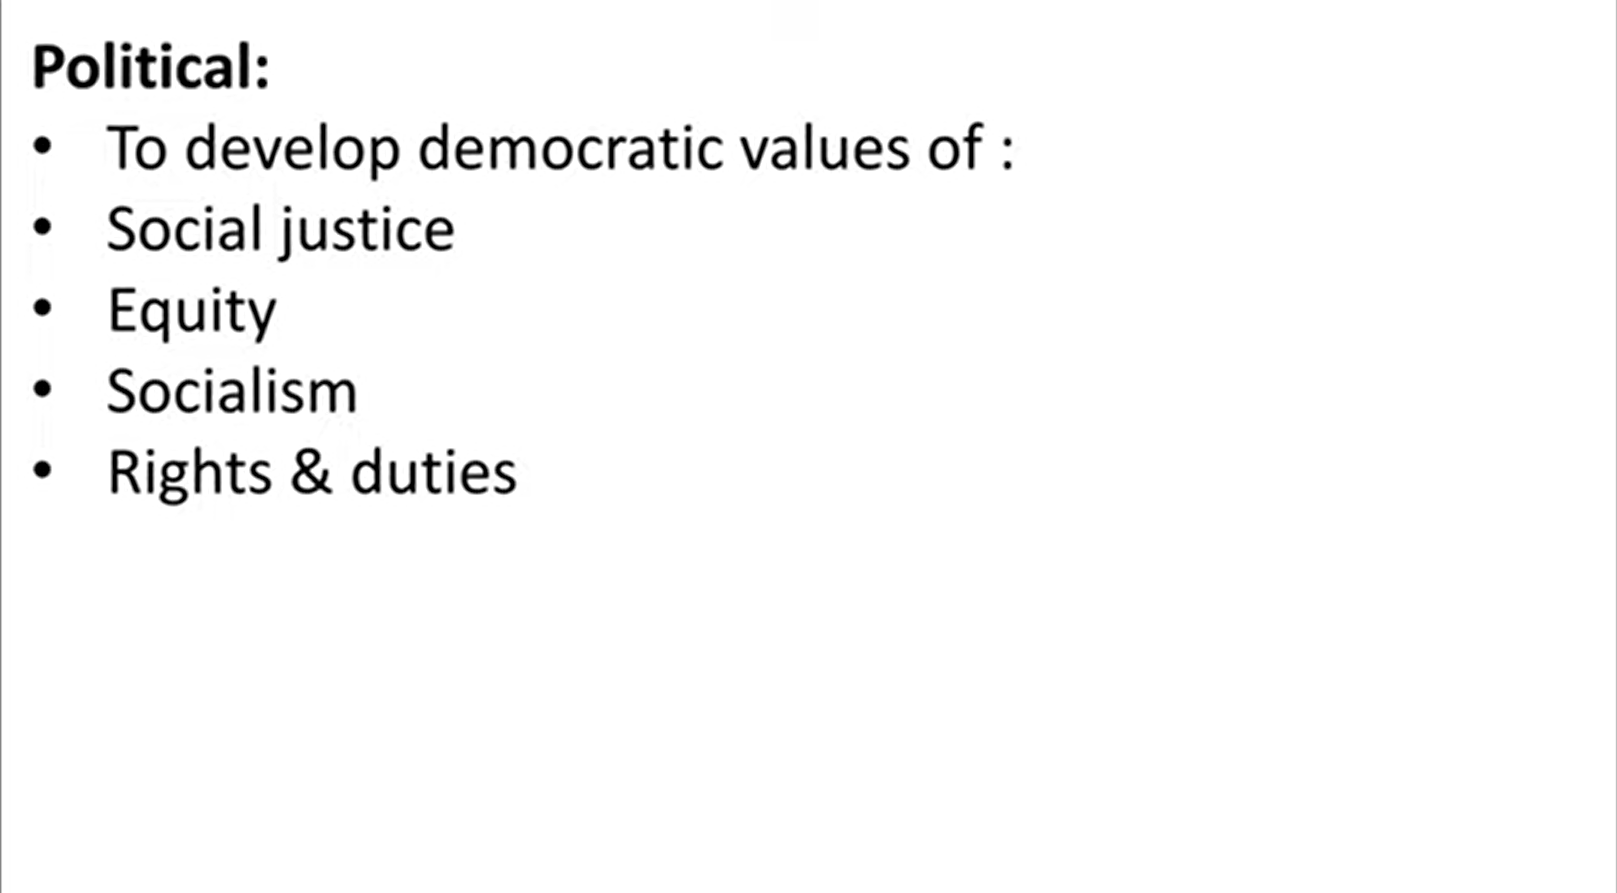 Political:
• To develop democratic values of :
• Social justice
• Equity
• Socialism
• Rights & duties